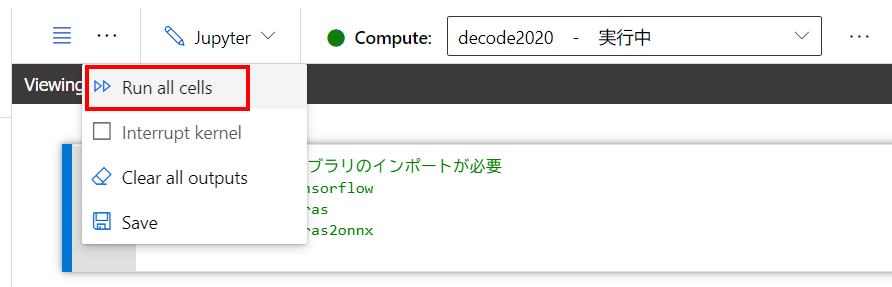 ... Jupyter Compute: decode2020 - 実行中 ...
Viewing
Run all cells
Interrupt kernel
Clear all outputs
Save
ブラリのインポートが必要
nsorflow
ras
ras2onnx